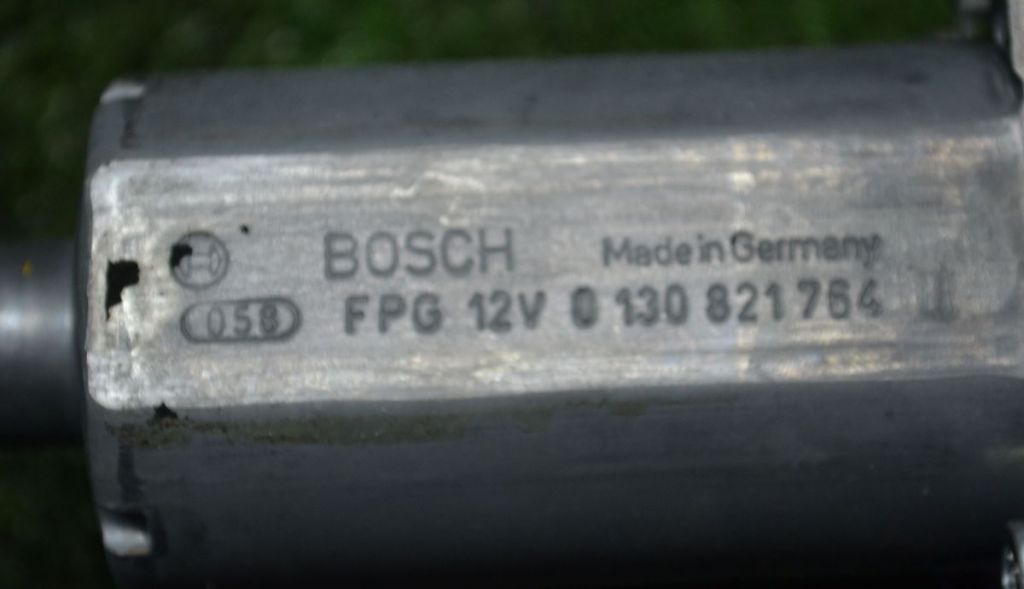 BOSCH Made in Germany
058 FPG 12V 0 130 821 764